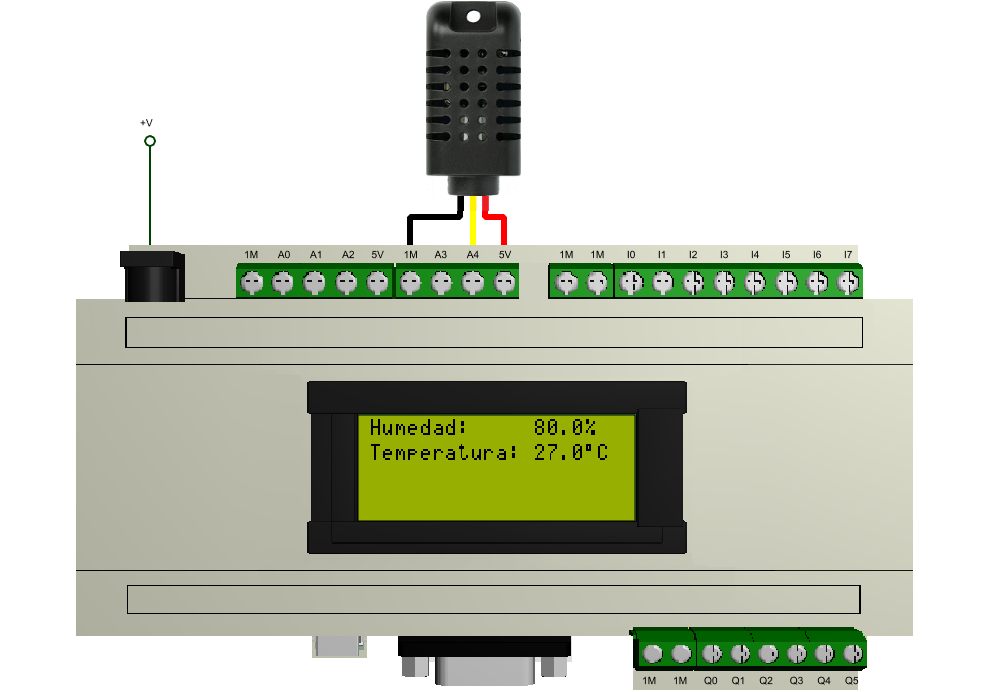 +V
1M A0 A1 A2 5V 1M A3 A4 5V 1M 1M I0 I1 I2 I3 I4 I5 I6 I7
Humedad: 80.0%
Temperatura: 27.0°C
1M 1M Q0 Q1 Q2 Q3 Q4 Q5